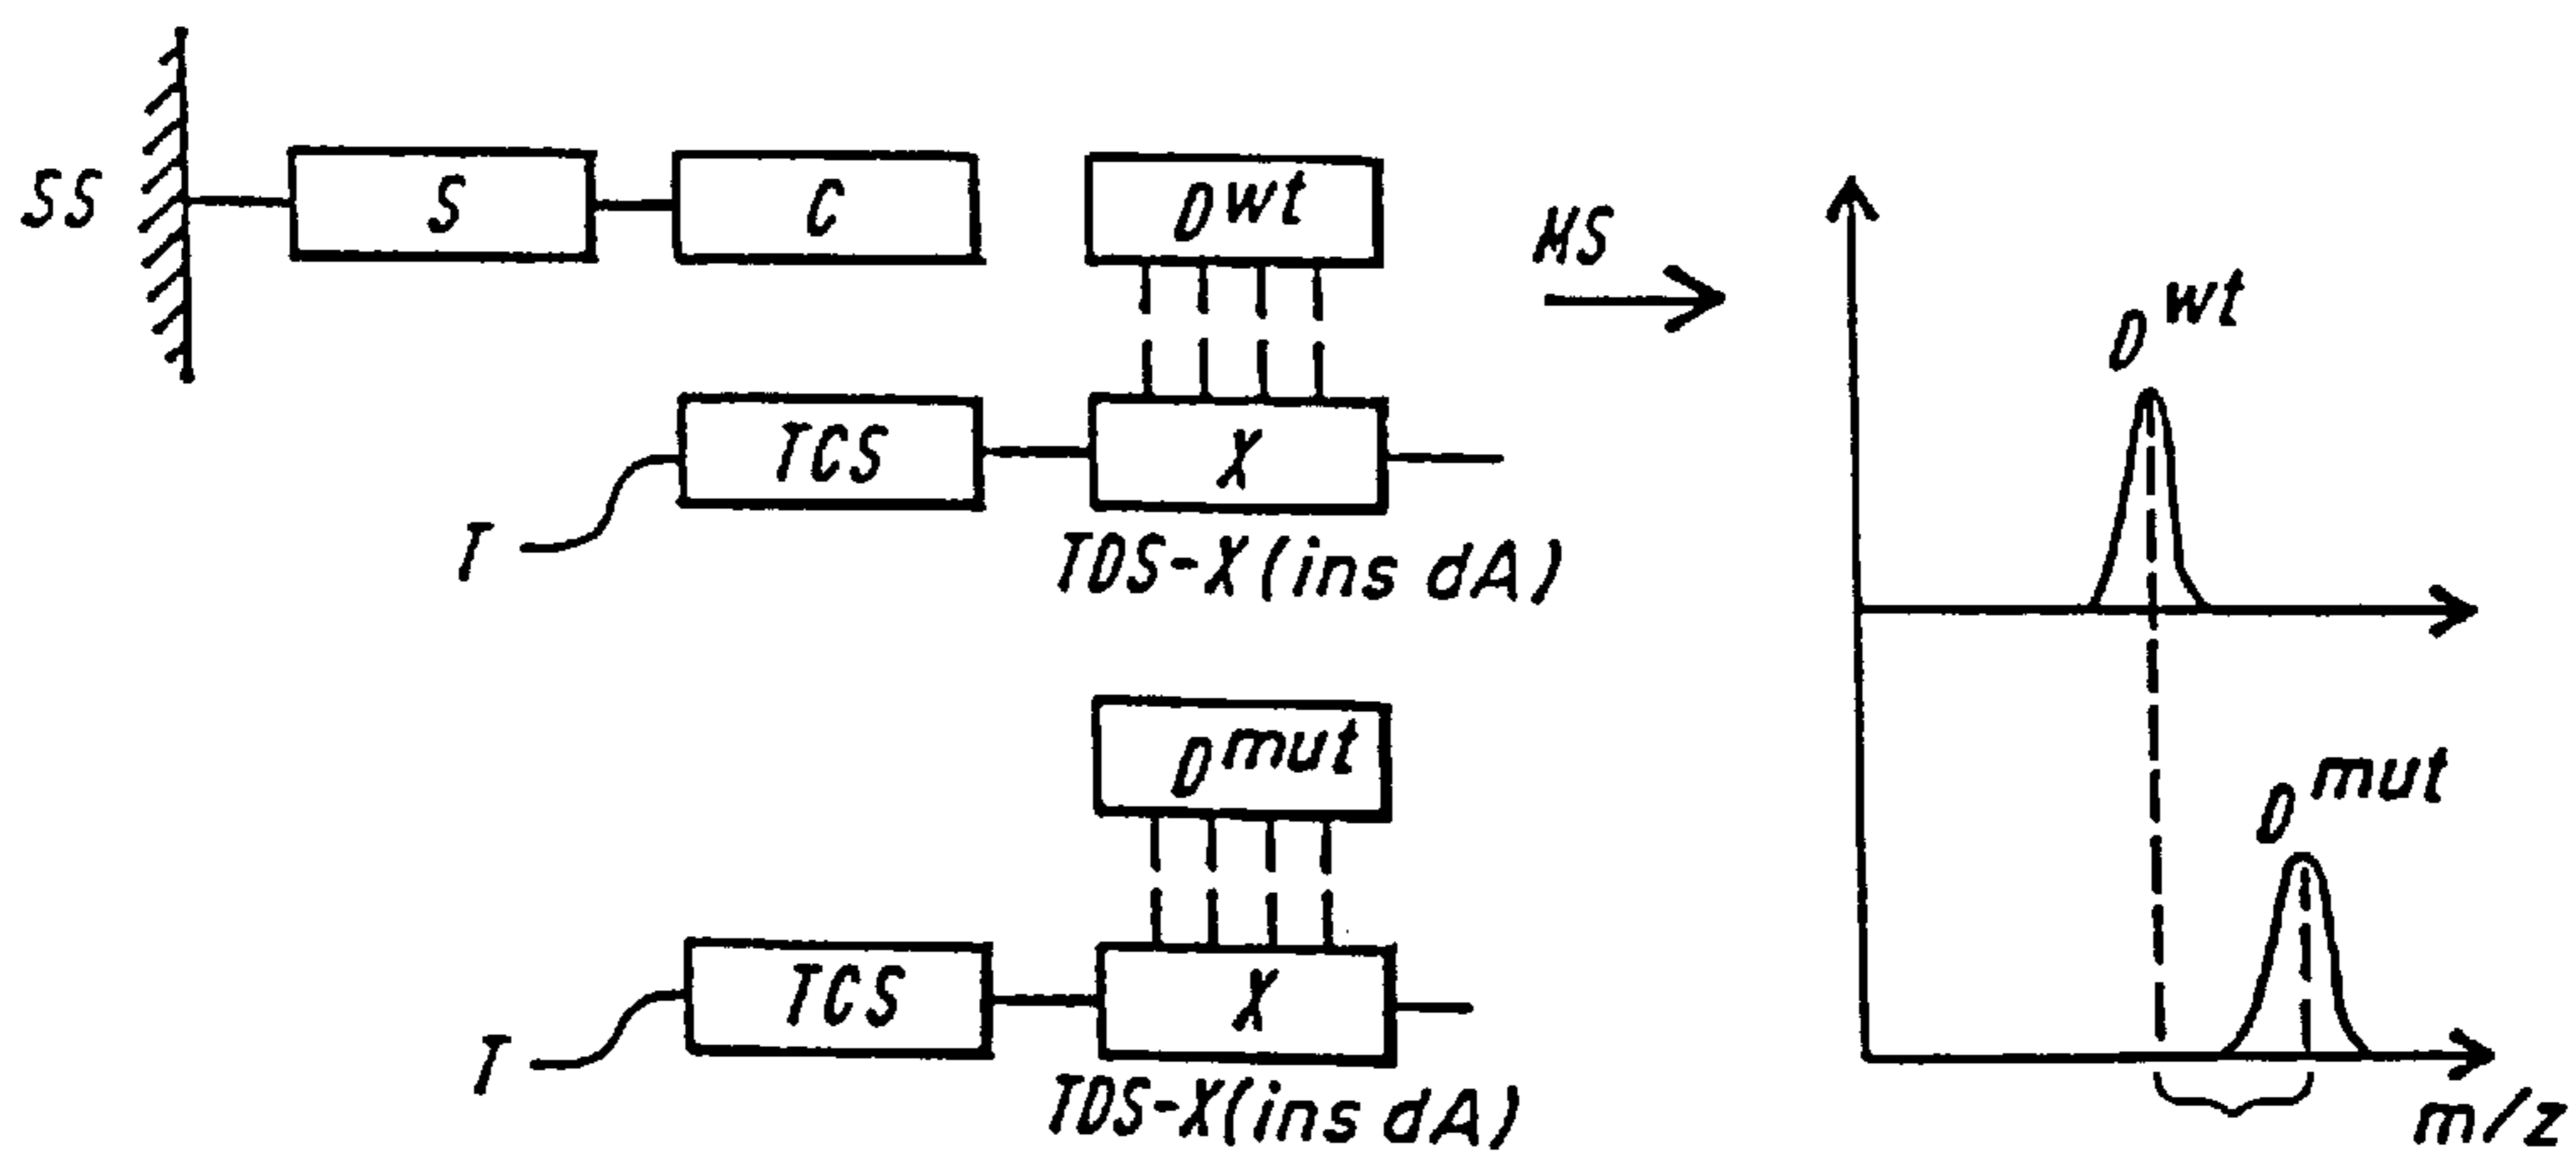 SS
S
C
D wt
MS
TCS
X
T
TDS-X (ins dA)
D mut
TCS
X
T
TDS-X(ins dA)
D wt
D mut
m/z